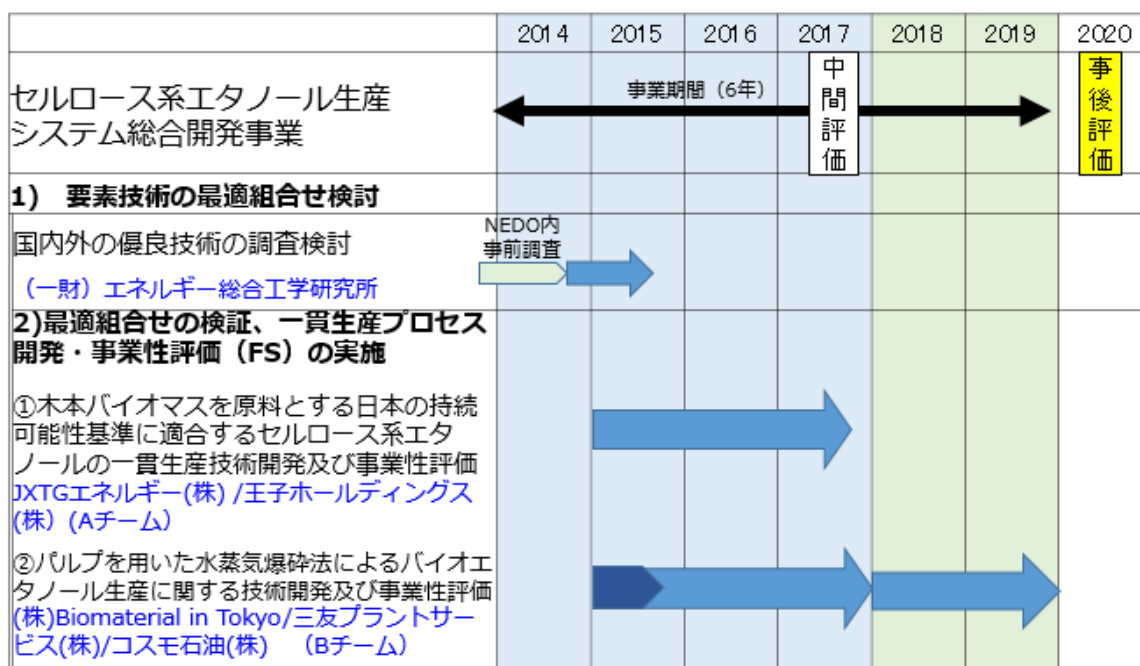 2014 2015 2016 2017 2018 2019 2020
セルロース系エタノール生産
システム総合開発事業
事業期間（6年）
中間評価
事後評価
1)　要素技術の最適組合せ検討
国内外の優良技術の調査検討
（一財）エネルギー総合工学研究所
NEDO内
事前調査
2)最適組合せの検証、一貫生産プロセス
開発・事業性評価（FS）の実施
①木本バイオマスを原料とする日本の持続
可能性基準に適合するセルロース系エタ
ノールの一貫生産技術開発及び事業性評価
JXTGエネルギー(株) /王子ホールディングス
(株）(Aチーム）
②パルプを用いた水蒸気爆砕法によるバイオエ
タノール生産に関する技術開発及び事業性評価
(株)Biomaterial in Tokyo/三友プラントサー
ビス(株)/コスモ石油(株)　（Bチーム）